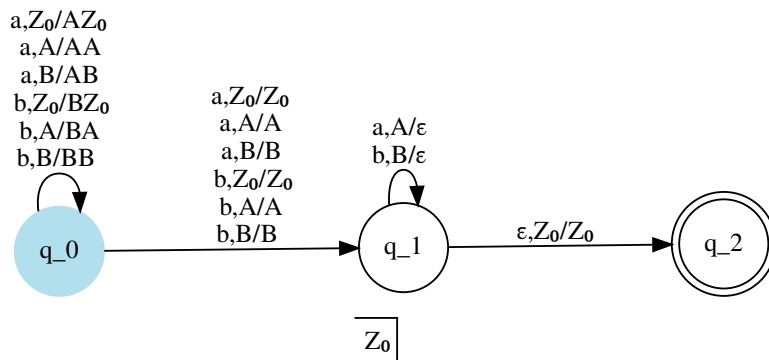 a,Z₀/AZ₀
a,A/AA
a,B/AB
b,Z₀/BZ₀
b,A/BA
b,B/BB
a,Z₀/Z₀
a,A/A
a,B/B
b,Z₀/Z₀
b,A/A
b,B/B
a,A/ε
b,B/ε
ε,Z₀/Z₀
q_0
q_1
q_2
Z₀